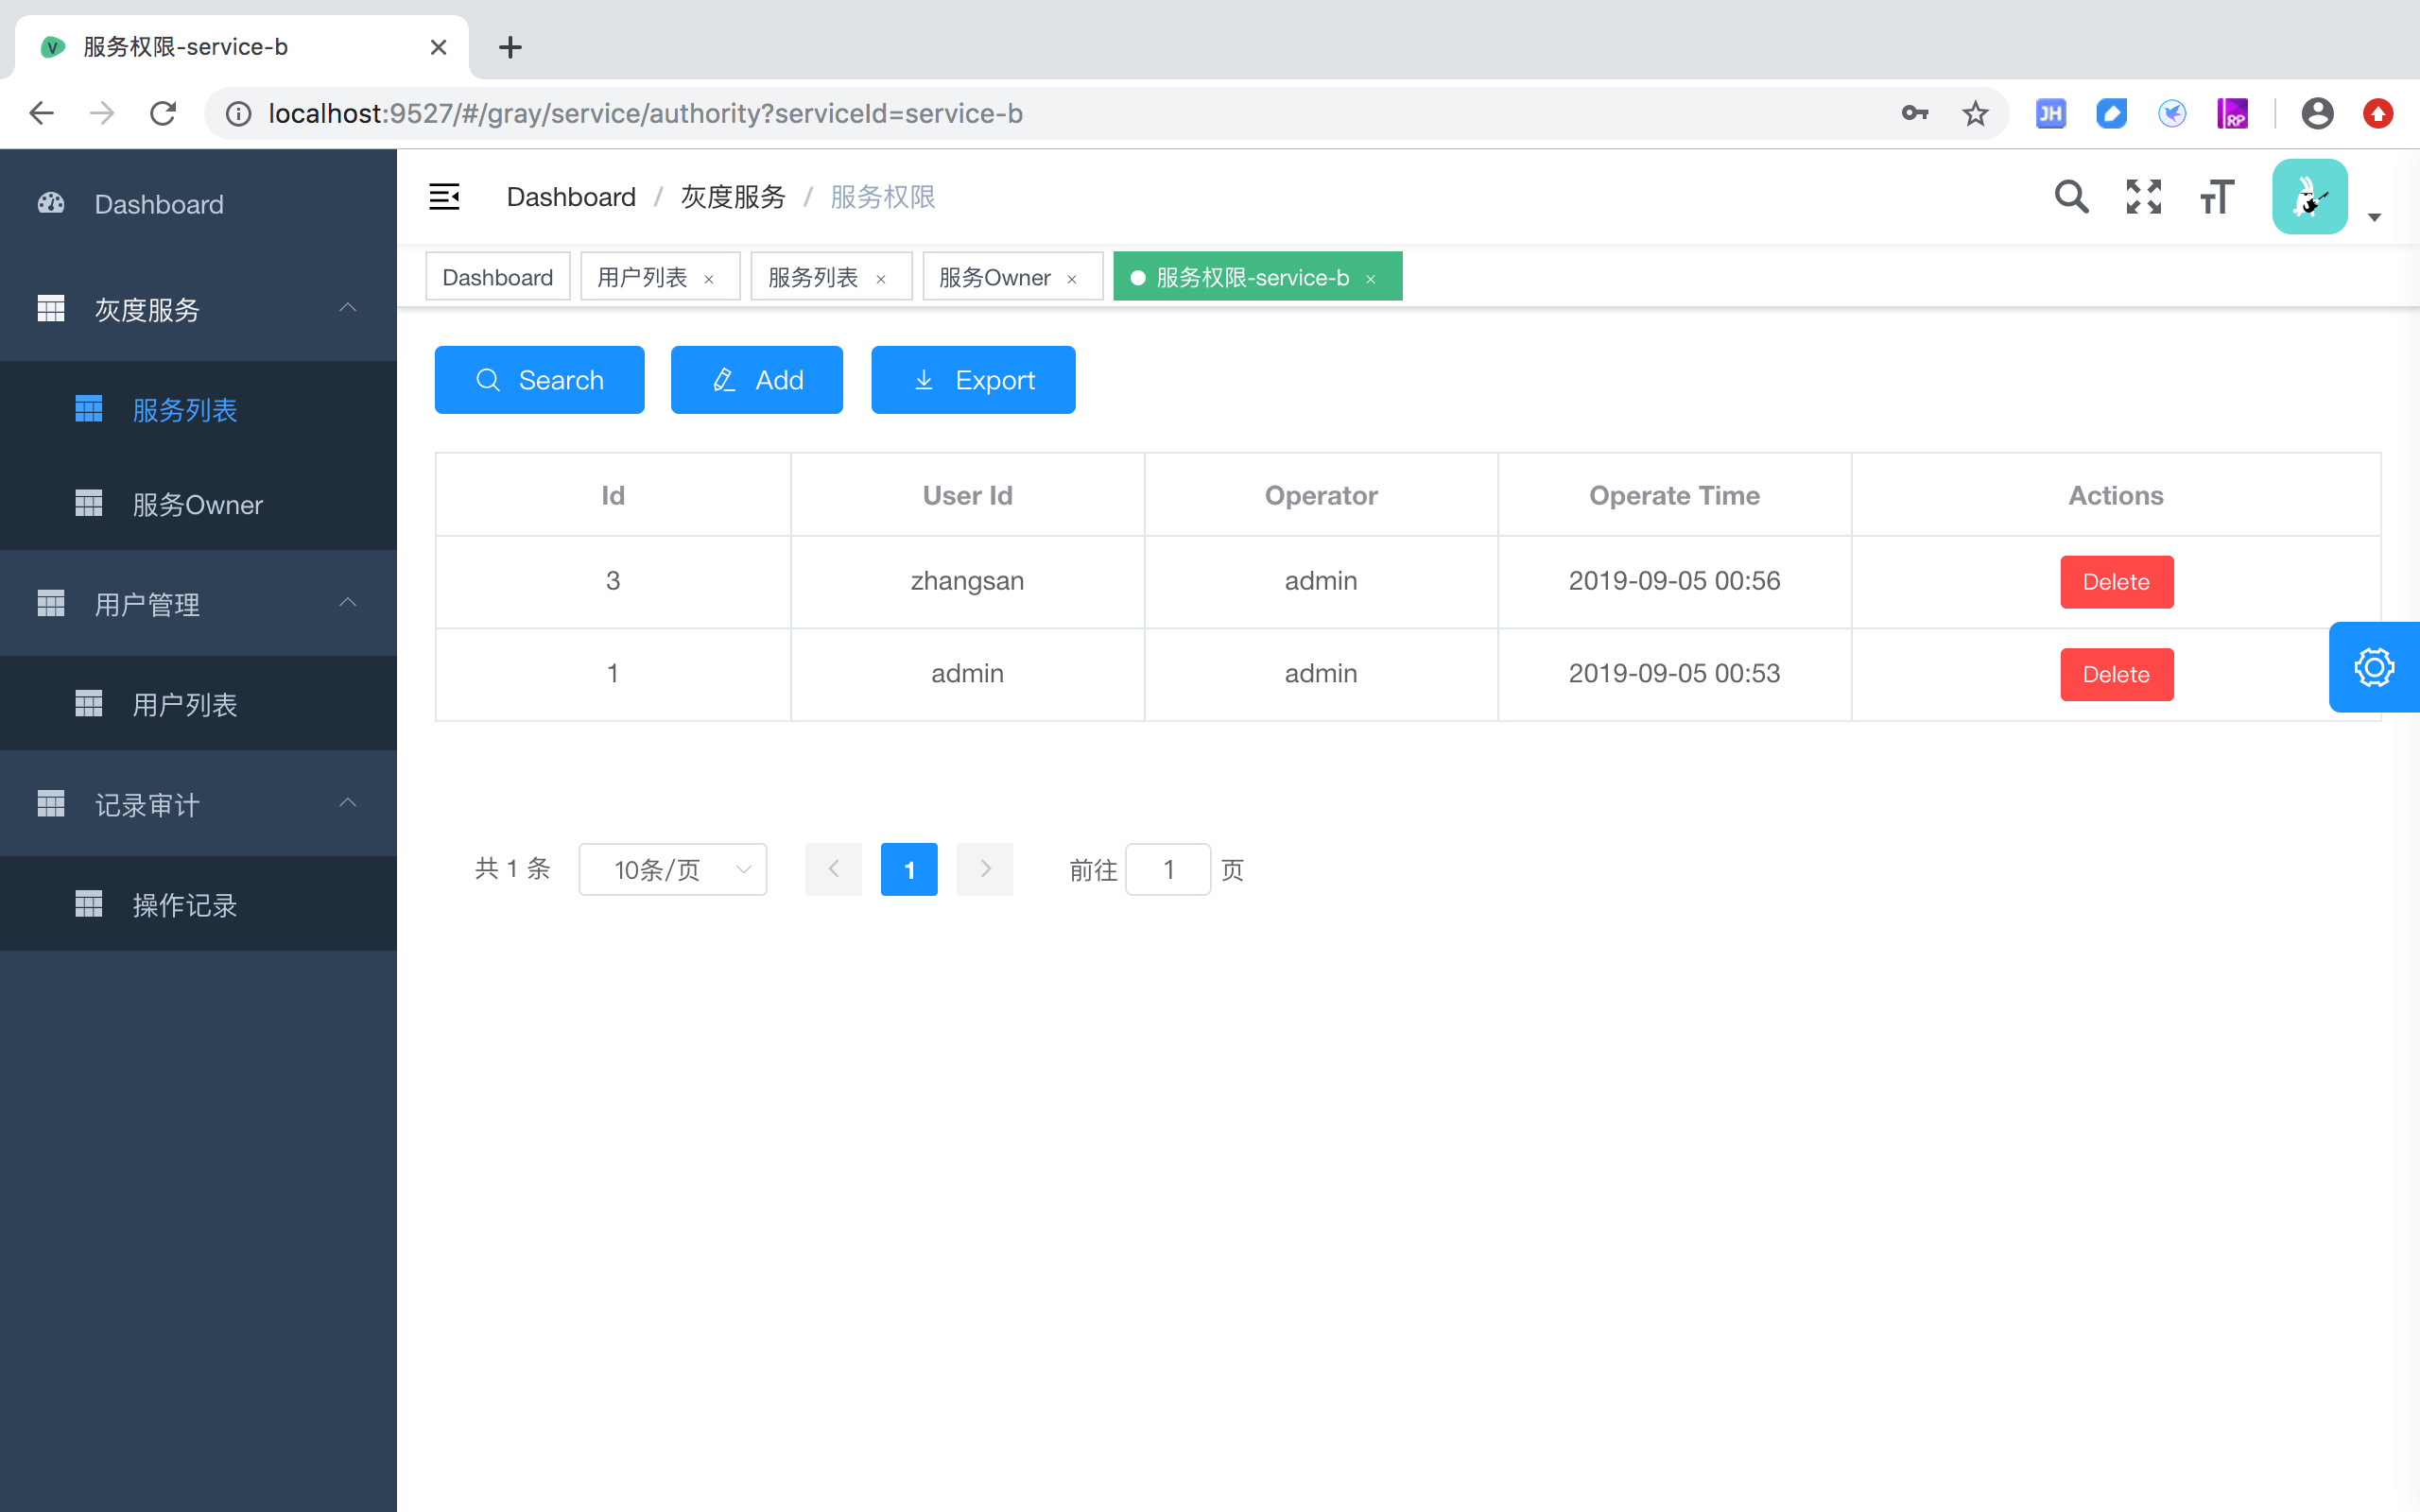 服务权限-service-b
localhost:9527/#/gray/service/authority?serviceId=service-b
JH
RP
Dashboard
灰度服务
服务列表
服务Owner
用户管理
用户列表
记录审计
操作记录
Dashboard / 灰度服务 / 服务权限
Dashboard 用户列表 × 服务列表 × 服务Owner × 服务权限-service-b ×
Search Add Export
Id User Id Operator Operate Time Actions
3 zhangsan admin 2019-09-05 00:56 Delete
1 admin admin 2019-09-05 00:53 Delete
共 1 条 10条/页 1 前往 1 页